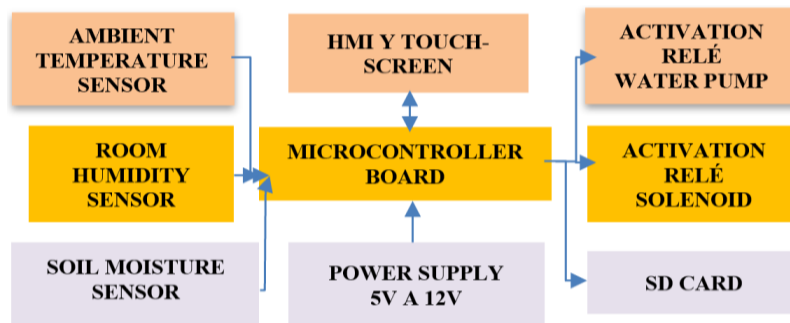 AMBIENT
TEMPERATURE
SENSOR
HMI Y TOUCH-
SCREEN
ACTIVATION
RELÉ
WATER PUMP
ROOM
HUMIDITY
SENSOR
MICROCONTROLLER
BOARD
ACTIVATION
RELÉ
SOLENOID
SOIL MOISTURE
SENSOR
POWER SUPPLY
5V A 12V
SD CARD